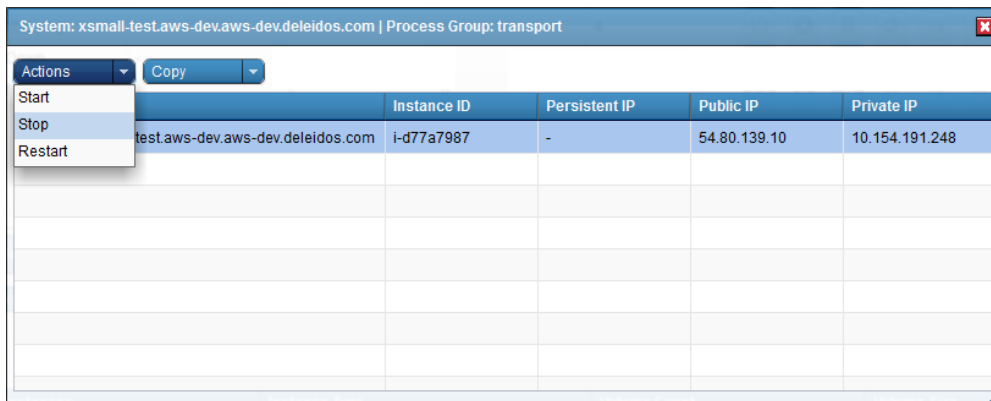 System: xsmall-test.aws-dev.aws-dev.deleidos.com | Process Group: transport
Actions Copy
Start
Stop
Restart
Instance ID Persistent IP Public IP Private IP
test.aws-dev.aws-dev.deleidos.com i-d77a7987 - 54.80.139.10 10.154.191.248